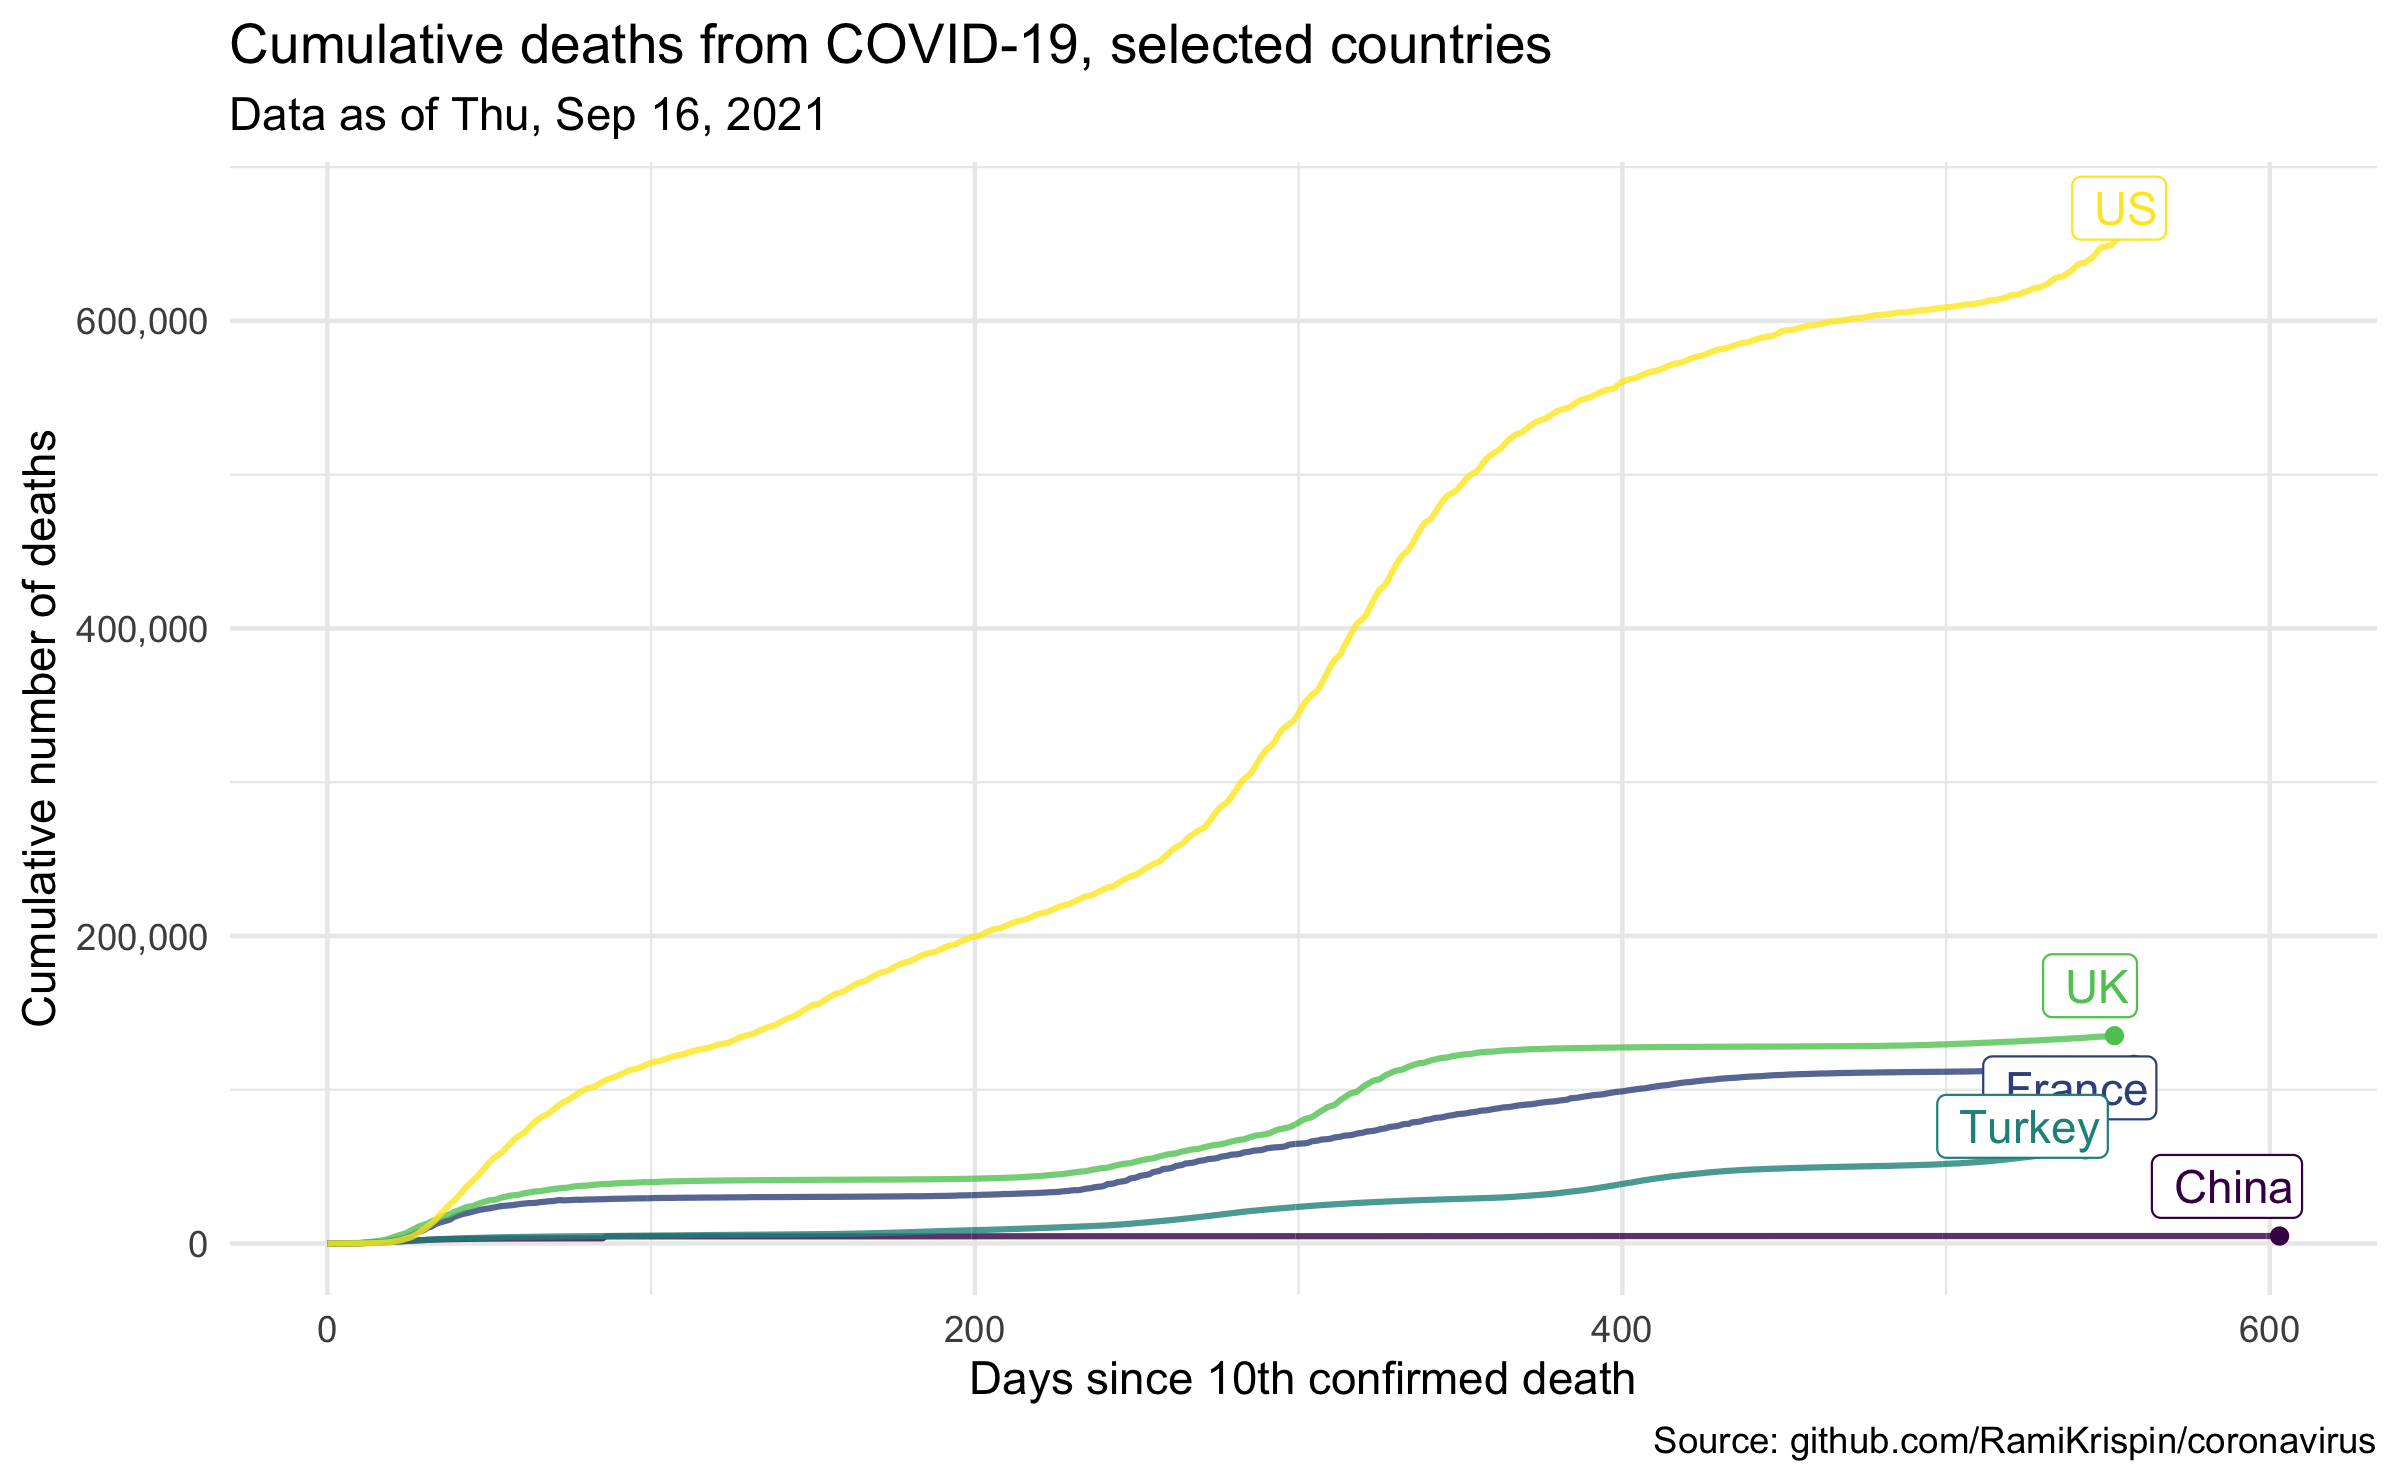 Cumulative deaths from COVID-19, selected countries
Data as of Thu, Sep 16, 2021
Cumulative number of deaths
600,000
400,000
200,000
0
US
UK
France
Turkey
China
0 200 400 600
Days since 10th confirmed death
Source: github.com/RamiKrispin/coronavirus